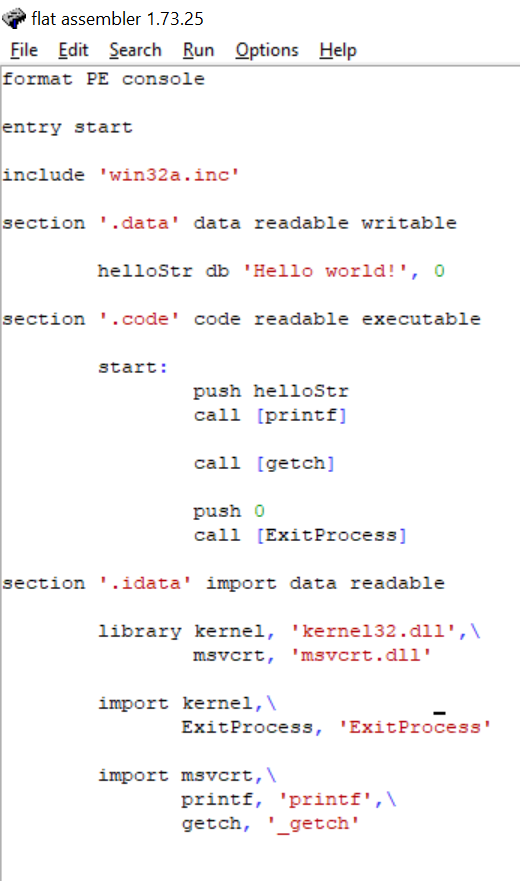 flat assembler 1.73.25
File Edit Search Run Options Help
format PE console
entry start
include 'win32a.inc'
section '.data' data readable writable
helloStr db 'Hello world!', 0
section '.code' code readable executable
start:
push helloStr
call [printf]
call [getch]
push 0
call [ExitProcess]
section '.idata' import data readable
library kernel, 'kernel32.dll',\
msvcrt, 'msvcrt.dll'
import kernel,\
ExitProcess, 'ExitProcess'
import msvcrt,\
printf, 'printf',\
getch, '_getch'